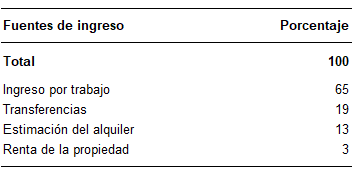 Fuentes de ingreso Porcentaje
Total 100
Ingreso por trabajo 65
Transferencias 19
Estimación del alquiler 13
Renta de la propiedad 3